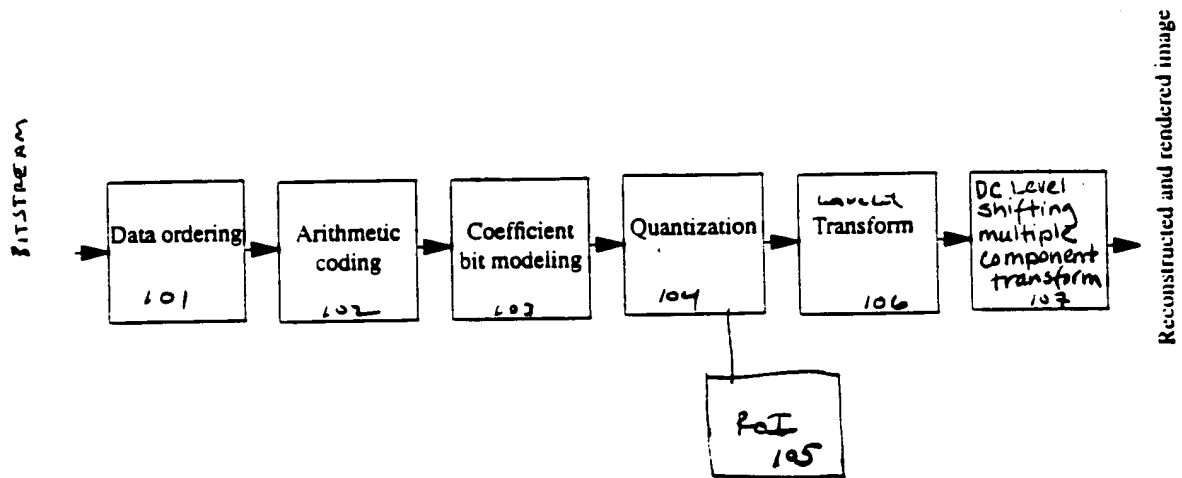 BITSTREAM
Data ordering
101
Arithmetic
coding
102
Coefficient
bit modeling
103
Quantization
104
Wavelet
Transform
106
DC Level
shifting
multiple
component
transform
107
RoI
105
Reconstructed and rendered image